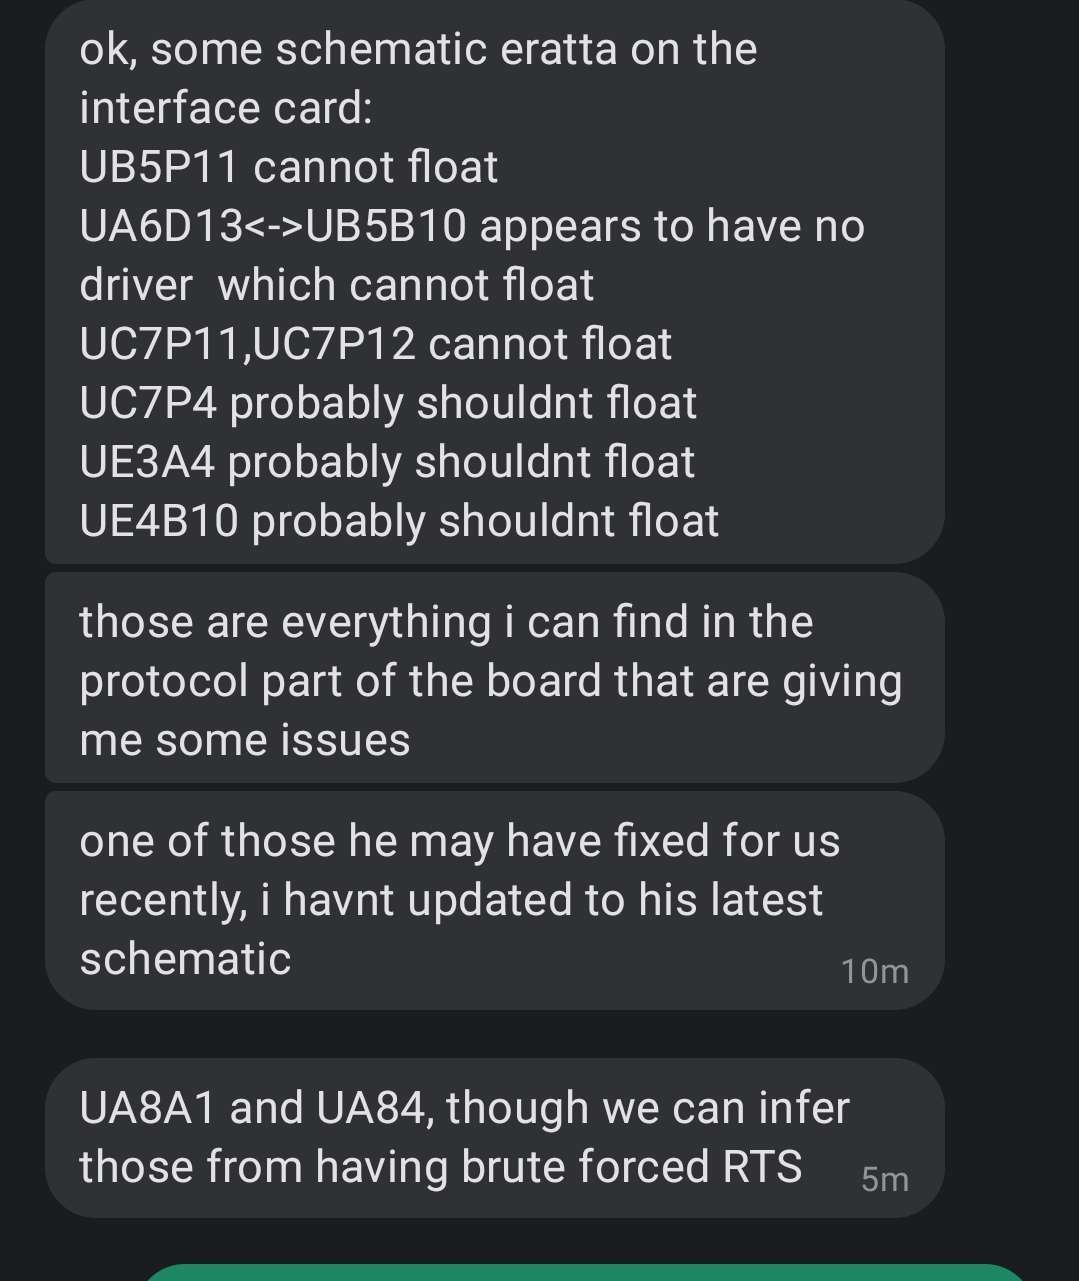 ok, some schematic eratta on the
interface card:
UB5P11 cannot float
UA6D13<->UB5B10 appears to have no
driver  which cannot float
UC7P11,UC7P12 cannot float
UC7P4 probably shouldnt float
UE3A4 probably shouldnt float
UE4B10 probably shouldnt float
those are everything i can find in the
protocol part of the board that are giving
me some issues
one of those he may have fixed for us
recently, i havnt updated to his latest
schematic
10m
UA8A1 and UA84, though we can infer
those from having brute forced RTS
5m